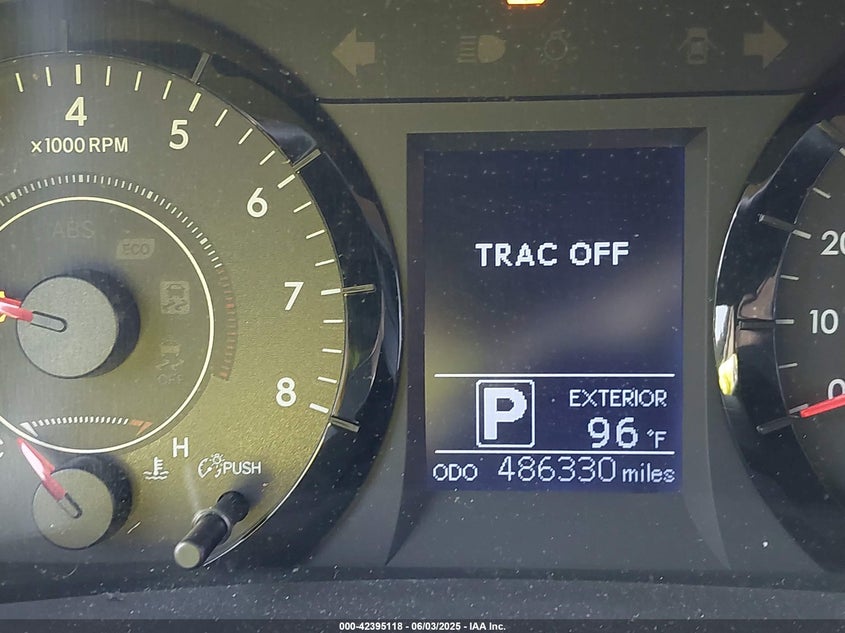 4
x1000 RPM
5
6
7
8
ABS
ECO
OFF
H
PUSH
TRAC OFF
P
EXTERIOR
96 °F
ODO 486330 miles
20
10
0
000-42395118 - 06/03/2025 - IAA Inc.